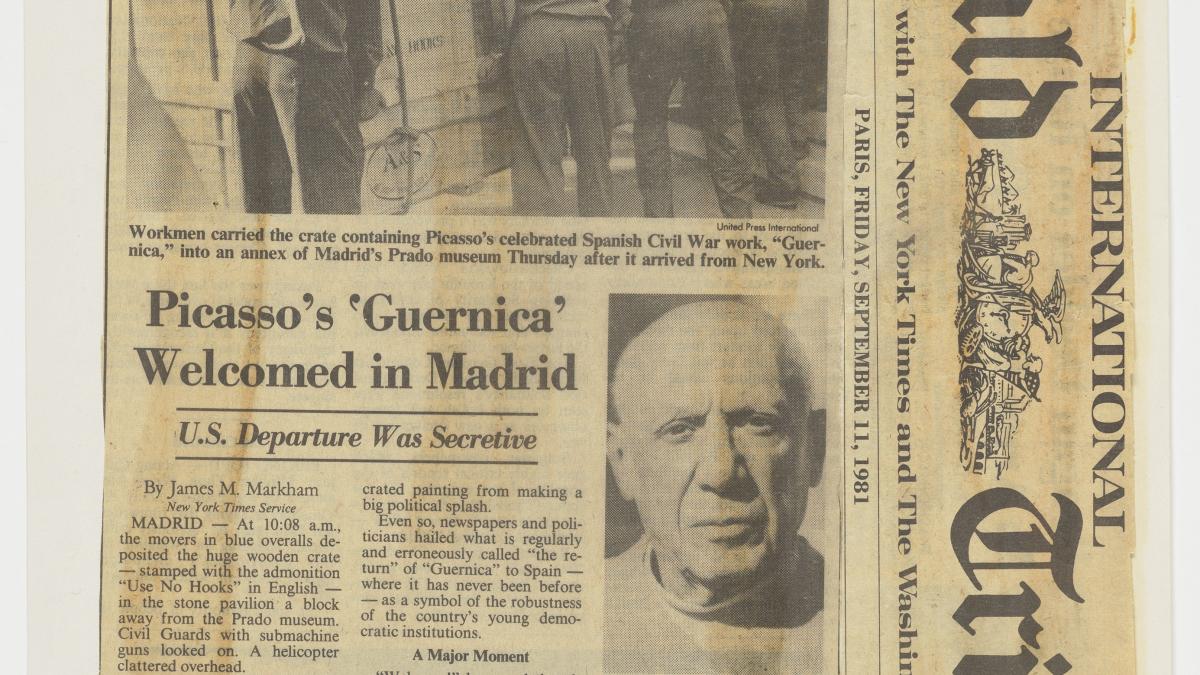 HOOKS
A&S
United Press International
Workmen carried the crate containing Picasso's celebrated Spanish Civil War work, “Guer-
nica,” into an annex of Madrid's Prado museum Thursday after it arrived from New York.
Picasso's ‘Guernica’
Welcomed in Madrid
U.S. Departure Was Secretive
By James M. Markham
New York Times Service
MADRID — At 10:08 a.m.,
the movers in blue overalls de-
posited the huge wooden crate
— stamped with the admonition
“Use No Hooks” in English —
in the stone pavilion a block
away from the Prado museum.
Civil Guards with submachine
guns looked on. A helicopter
clattered overhead.
crated painting from making a
big political splash.
Even so, newspapers and poli-
ticians hailed what is regularly
and erroneously called “the re-
turn” of “Guernica” to Spain —
where it has never been before
— as a symbol of the robustness
of the country's young demo-
cratic institutions.
A Major Moment
INTERNATIONAL
ald Tri
with The New York Times and The Washin
PARIS, FRIDAY, SEPTEMBER 11, 1981